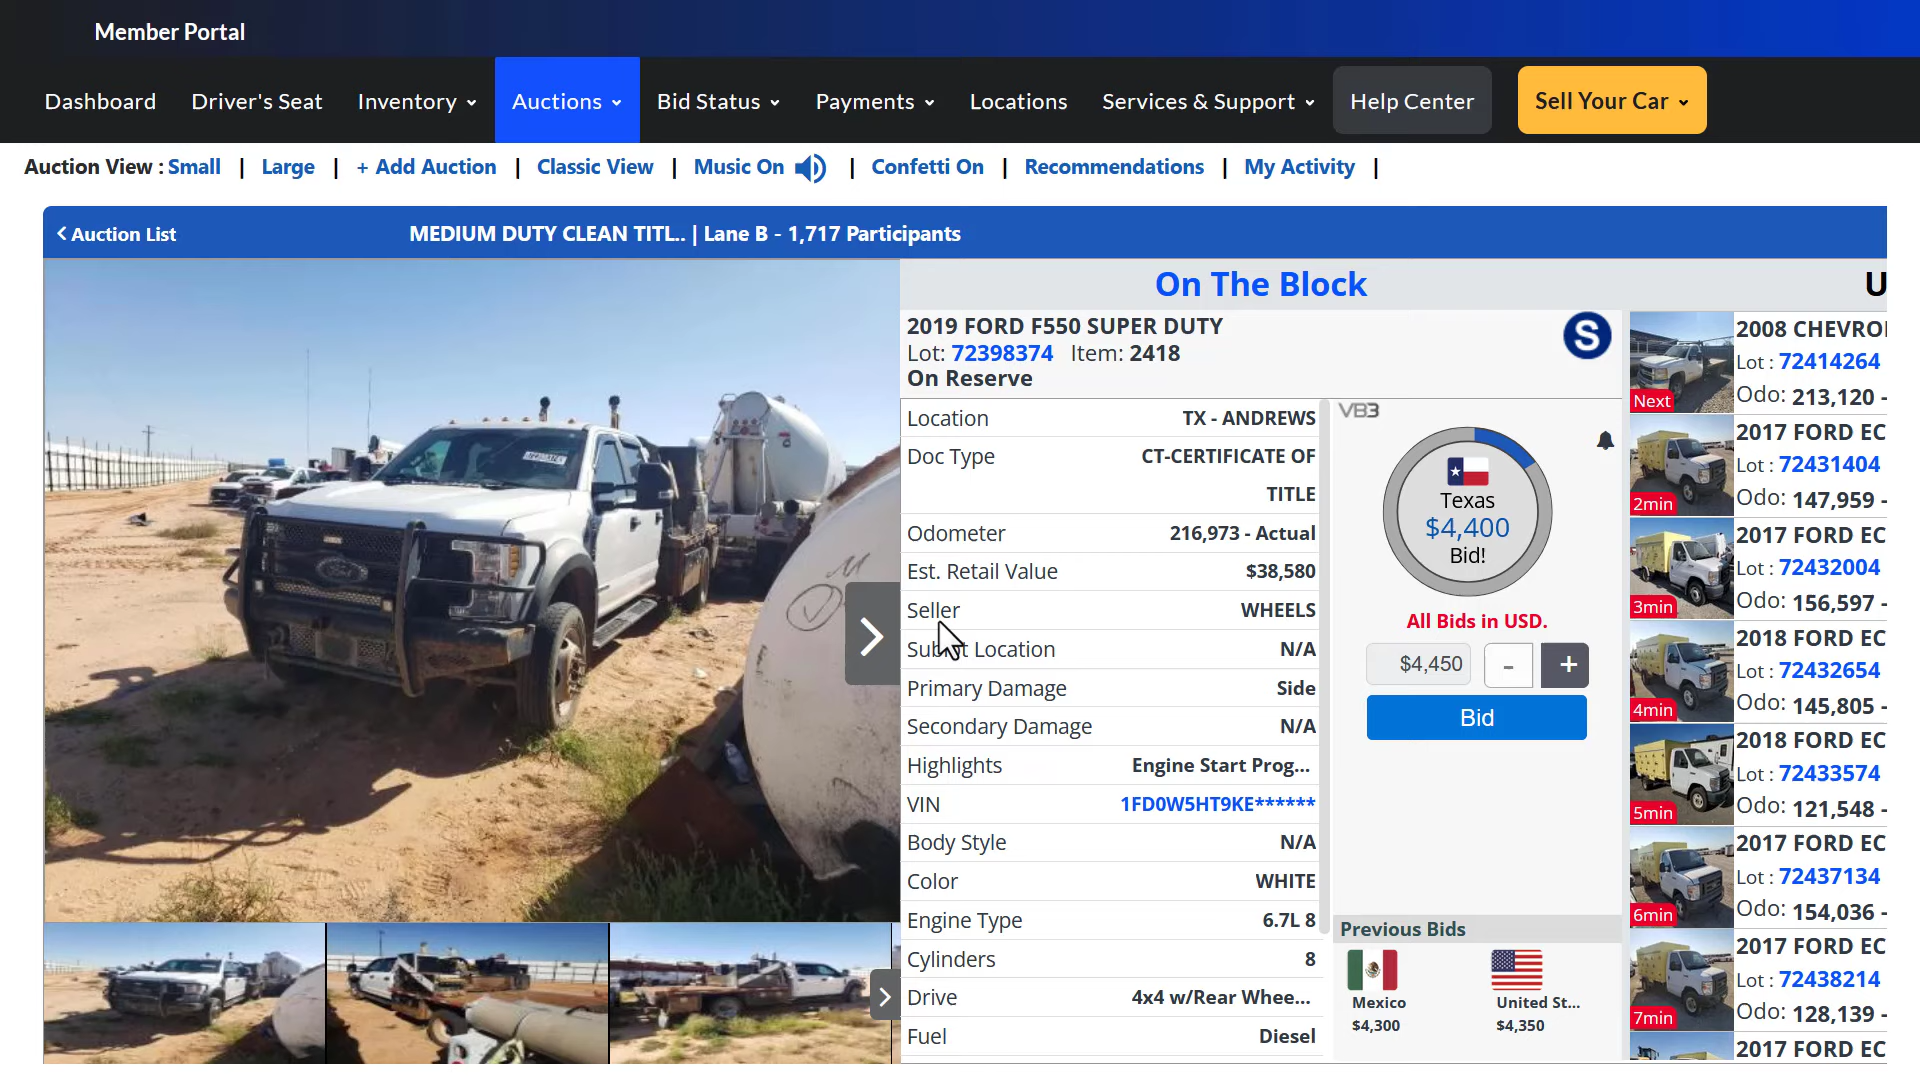 Member Portal
Dashboard Driver's Seat Inventory Auctions Bid Status Payments Locations Services & Support Help Center Sell Your Car
Auction View : Small | Large | + Add Auction | Classic View | Music On | Confetti On | Recommendations | My Activity |
Auction List
MEDIUM DUTY CLEAN TITL.. | Lane B - 1,717 Participants
On The Block
2019 FORD F550 SUPER DUTY
Lot: 72398374 Item: 2418
On Reserve
S
Location TX - ANDREWS
Doc Type CT-CERTIFICATE OF
TITLE
Odometer 216,973 - Actual
Est. Retail Value $38,580
Seller WHEELS
Location N/A
Primary Damage Side
Secondary Damage N/A
Highlights Engine Start Prog...
VIN 1FD0W5HT9KE******
Body Style N/A
Color WHITE
Engine Type 6.7L 8
Cylinders 8
Drive 4x4 w/Rear Whee...
Fuel Diesel
VB3
Texas
$4,400
Bid!
All Bids in USD.
$4,450 - +
Bid
Previous Bids
Mexico
$4,300
United St...
$4,350
U
2008 CHEVRO
Lot : 72414264
Odo: 213,120 -
Next
2017 FORD EC
Lot : 72431404
Odo: 147,959 -
2min
2017 FORD EC
Lot : 72432004
Odo: 156,597 -
3min
2018 FORD EC
Lot : 72432654
Odo: 145,805 -
4min
2018 FORD EC
Lot : 72433574
Odo: 121,548 -
5min
2017 FORD EC
Lot : 72437134
Odo: 154,036 -
6min
2017 FORD EC
Lot : 72438214
Odo: 128,139 -
7min
2017 FORD EC